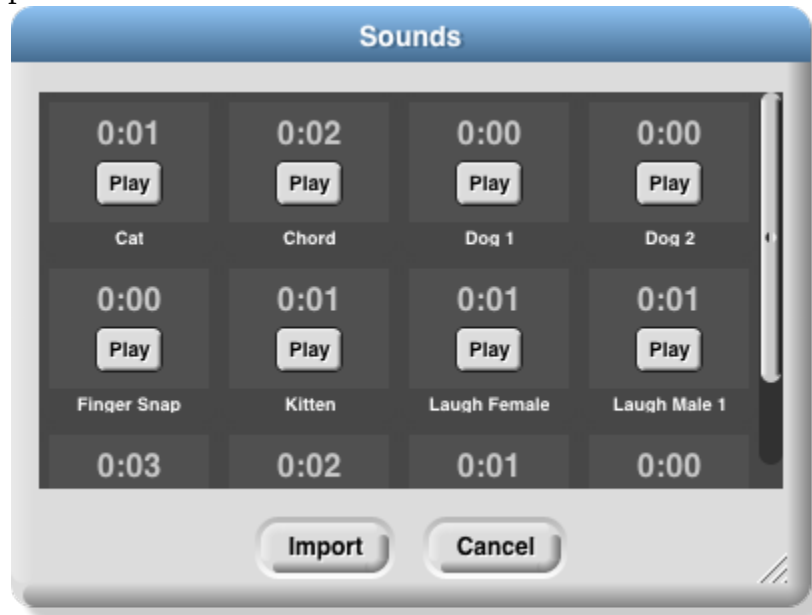 Sounds
0:01 0:02 0:00 0:00
Play Play Play Play
Cat Chord Dog 1 Dog 2
0:00 0:01 0:01 0:01
Play Play Play Play
Finger Snap Kitten Laugh Female Laugh Male 1
0:03 0:02 0:01 0:00
Import Cancel